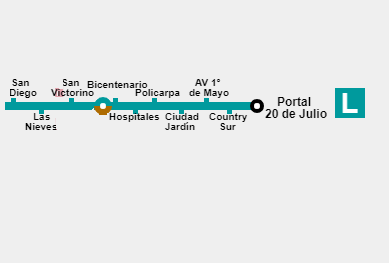 San
Diego
San
Victorino
Bicentenario
Policarpa
AV 1°
de Mayo
Las
Nieves
Hospitales
Ciudad
Jardín
Country
Sur
Portal
20 de Julio
L